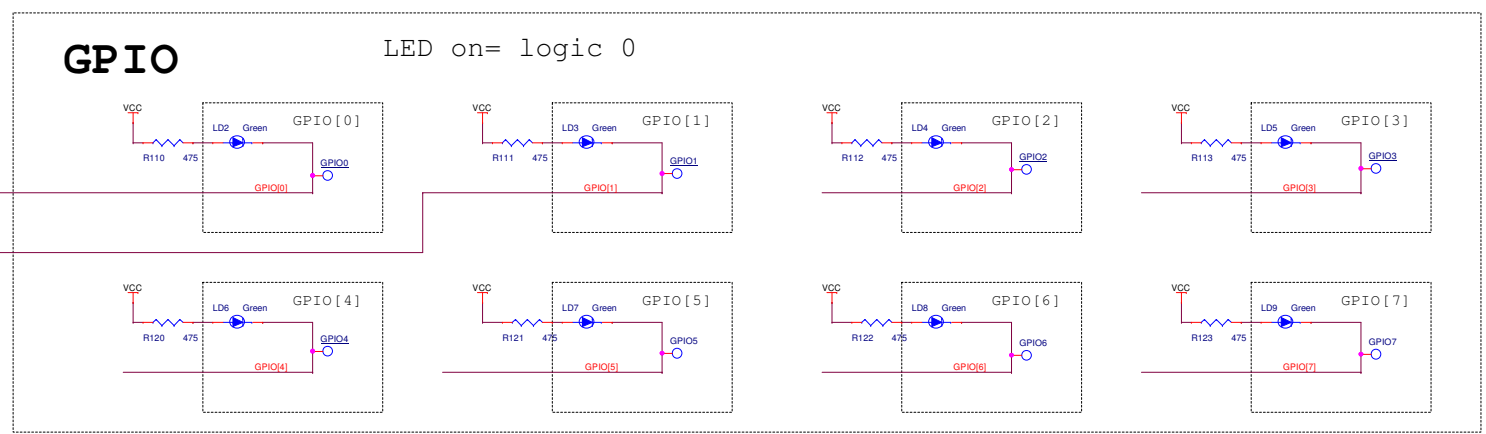 GPIO
LED on= logic 0
VCC
LD2 Green
GPIO[0]
R110 475
GPIO0
GPIO[0]
VCC
LD3 Green
GPIO[1]
R111 475
GPIO1
GPIO[1]
VCC
LD4 Green
GPIO[2]
R112 475
GPIO2
GPIO[2]
VCC
LD5 Green
GPIO[3]
R113 475
GPIO3
GPIO[3]
VCC
LD6 Green
GPIO[4]
R120 475
GPIO4
GPIO[4]
VCC
LD7 Green
GPIO[5]
R121 475
GPIO5
GPIO[5]
VCC
LD8 Green
GPIO[6]
R122 475
GPIO6
GPIO[6]
VCC
LD9 Green
GPIO[7]
R123 475
GPIO7
GPIO[7]